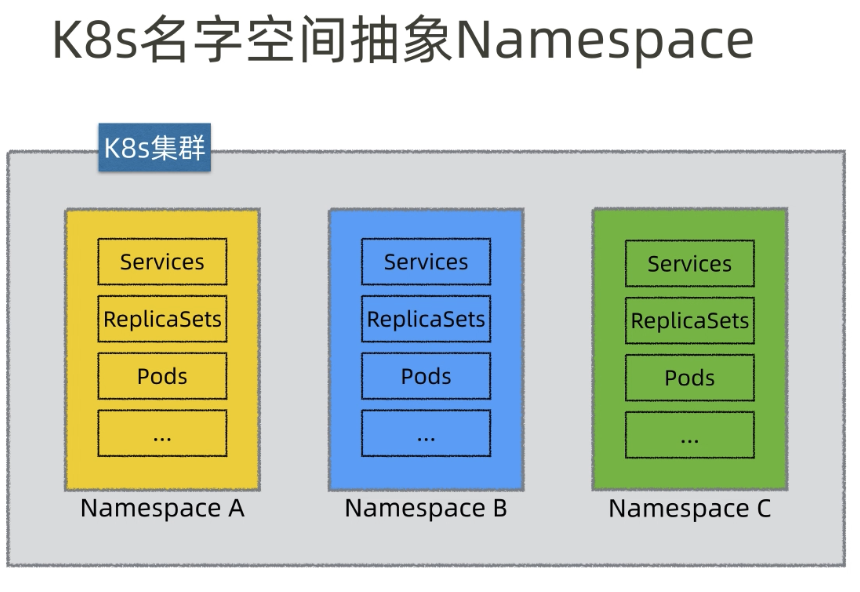 K8s名字空间抽象Namespace
K8s集群
Services
ReplicaSets
Pods
...
Namespace A
Services
ReplicaSets
Pods
...
Namespace B
Services
ReplicaSets
Pods
...
Namespace C